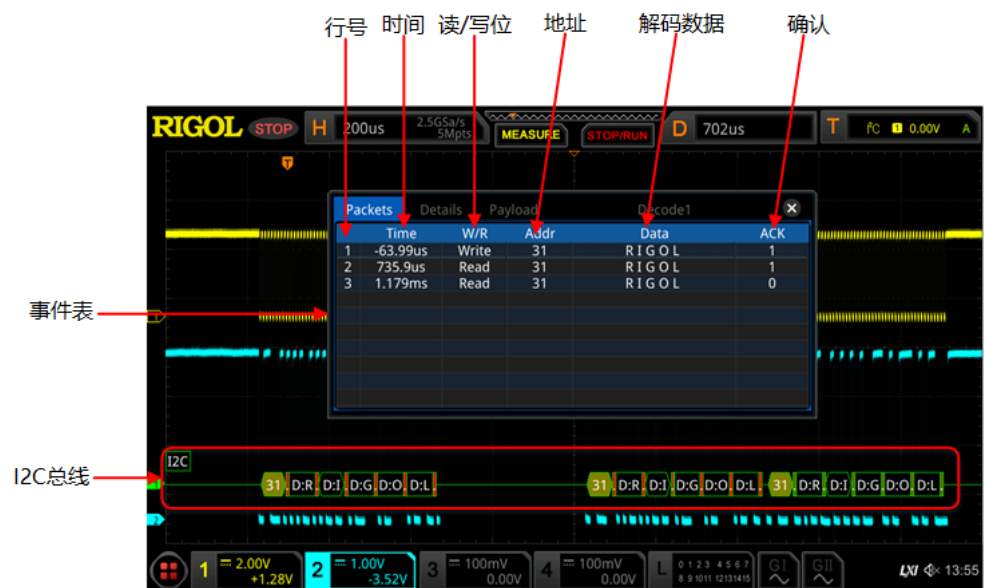 行号 时间 读/写位 地址 解码数据 确认
RIGOL STOP H 200us 2.5GSa/s 5Mpts MEASURE STOP/RUN D 702us T I²C 1 0.00V A
T
Packets Details Payload Decode1
Time W/R Addr Data ACK
1 -63.99us Write 31 R I G O L 1
2 735.9us Read 31 R I G O L 1
3 1.179ms Read 31 R I G O L 0
事件表
I2C总线
I2C
31 D:R D:I D:G D:O D:L 31 D:R D:I D:G D:O D:L 31 D:R D:I D:G D:O D:L
2
1 2.00V +1.28V 2 1.00V -3.52V 3 100mV 0.00V 4 100mV 0.00V L 0 1 2 3 4 5 6 7 8 9 10 11 12 13 14 15 GI GII LXI 13:55